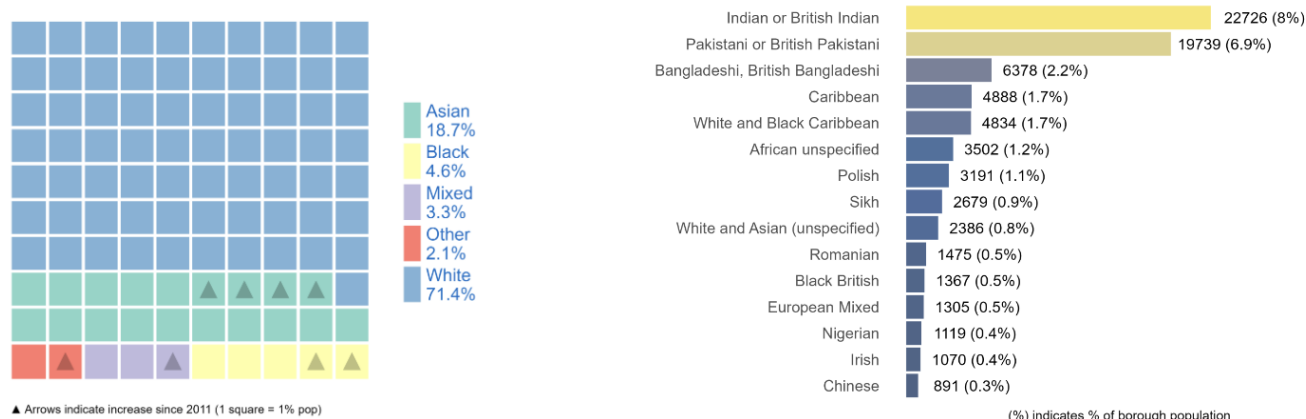 Asian
18.7%
Black
4.6%
Mixed
3.3%
Other
2.1%
White
71.4%
▲ Arrows indicate increase since 2011 (1 square = 1% pop)
Indian or British Indian 22726 (8%)
Pakistani or British Pakistani 19739 (6.9%)
Bangladeshi, British Bangladeshi 6378 (2.2%)
Caribbean 4888 (1.7%)
White and Black Caribbean 4834 (1.7%)
African unspecified 3502 (1.2%)
Polish 3191 (1.1%)
Sikh 2679 (0.9%)
White and Asian (unspecified) 2386 (0.8%)
Romanian 1475 (0.5%)
Black British 1367 (0.5%)
European Mixed 1305 (0.5%)
Nigerian 1119 (0.4%)
Irish 1070 (0.4%)
Chinese 891 (0.3%)
(%) indicates % of borough population